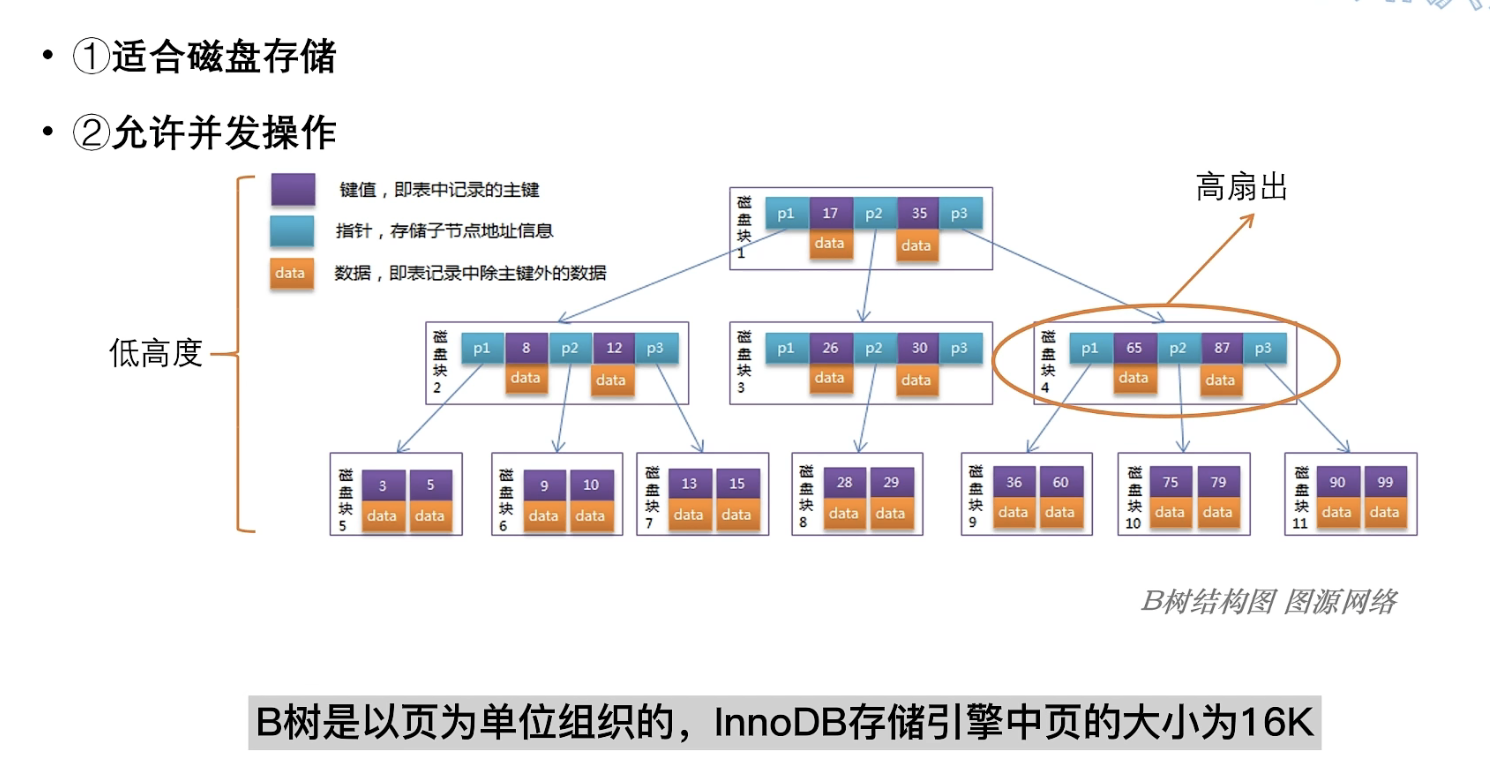 • ①适合磁盘存储
• ②允许并发操作
键值，即表中记录的主键
指针，存储子节点地址信息
data 数据，即表记录中除主键外的数据
高扇出
低高度
磁盘块1 p1 17 p2 35 p3
data data
磁盘块2 p1 8 p2 12 p3
data data
磁盘块3 p1 26 p2 30 p3
data data
磁盘块4 p1 65 p2 87 p3
data data
磁盘块5 3 5
data data
磁盘块6 9 10
data data
磁盘块7 13 15
data data
磁盘块8 28 29
data data
磁盘块9 36 60
data data
磁盘块10 75 79
data data
磁盘块11 90 99
data data
B树结构图 图源网络
B树是以页为单位组织的，InnoDB存储引擎中页的大小为16K